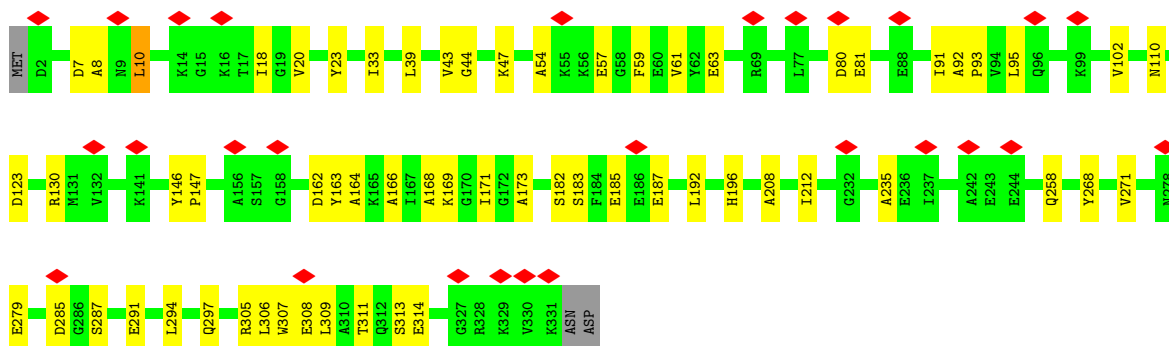 MET D2 D7 A8 N9 L10 K14 G15 K16 T17 I18 G19 V20 Y23 I33 L39 V43 G44 K47 A54 K55 K56 E57 G58 F59 E60 V61 Y62 E63 R69 L77 D80 E81 E88 I91 A92 P93 V94 L95 Q96 K99 V102 N110
D123 R130 M131 V132 K141 Y146 P147 A156 S157 G158 D162 Y163 A164 K165 A166 I167 A168 K169 G170 I171 G172 A173 S182 S183 F184 E185 E186 E187 L192 H196 A208 I212 G232 A235 E236 I237 A242 E243 E244 Q258 Y268 V271 N278
E279 D285 G286 S287 E291 L294 Q297 R305 L306 W307 E308 L309 A310 T311 Q312 S313 E314 G327 R328 K329 V330 K331 ASN ASP